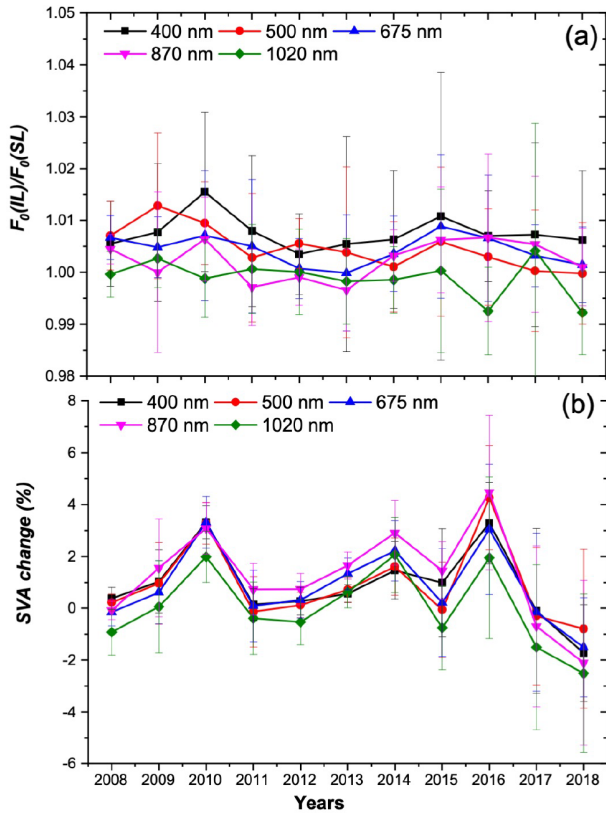 1.05
1.04
1.03
1.02
1.01
1.00
0.99
0.98
F0(IL)/F0(SL)
400 nm 500 nm 675 nm
870 nm 1020 nm
(a)
8
6
4
2
0
-2
-4
-6
SVA change (%)
400 nm 500 nm 675 nm
870 nm 1020 nm
(b)
2008 2009 2010 2011 2012 2013 2014 2015 2016 2017 2018
Years